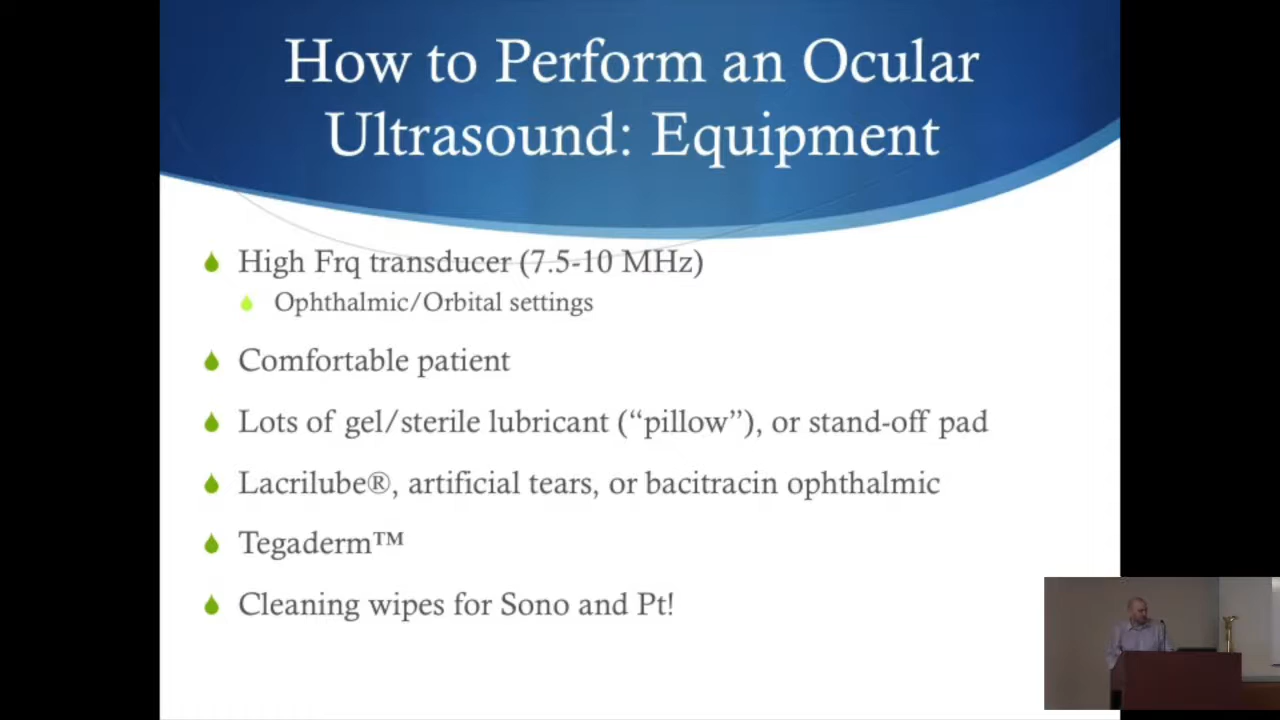 How to Perform an Ocular
Ultrasound: Equipment
High Frq transducer (7.5-10 MHz)
Ophthalmic/Orbital settings
Comfortable patient
Lots of gel/sterile lubricant (“pillow”), or stand-off pad
Lacrilube®, artificial tears, or bacitracin ophthalmic
Tegaderm™
Cleaning wipes for Sono and Pt!